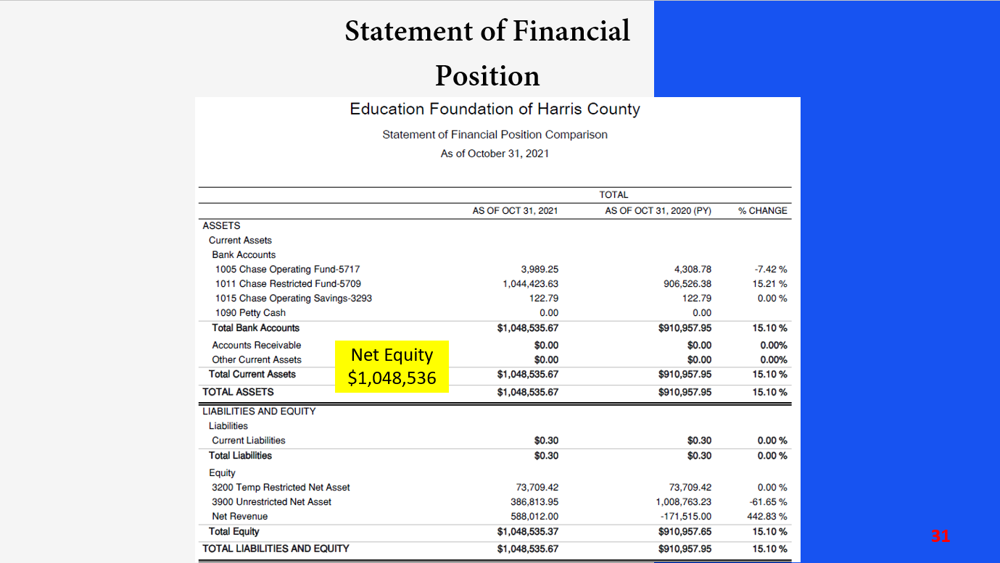 Statement of Financial
Position
Education Foundation of Harris County
Statement of Financial Position Comparison
As of October 31, 2021
TOTAL
AS OF OCT 31, 2021 AS OF OCT 31, 2020 (PY) % CHANGE
ASSETS
Current Assets
Bank Accounts
1005 Chase Operating Fund-5717 3,989.25 4,308.78 -7.42 %
1011 Chase Restricted Fund-5709 1,044,423.63 906,526.38 15.21 %
1015 Chase Operating Savings-3293 122.79 122.79 0.00 %
1090 Petty Cash 0.00 0.00
Total Bank Accounts $1,048,535.67 $910,957.95 15.10 %
Accounts Receivable $0.00 $0.00 0.00%
Other Current Assets $0.00 $0.00 0.00%
Total Current Assets $1,048,535.67 $910,957.95 15.10 %
TOTAL ASSETS $1,048,535.67 $910,957.95 15.10 %
Net Equity
$1,048,536
LIABILITIES AND EQUITY
Liabilities
Current Liabilities $0.30 $0.30 0.00 %
Total Liabilities $0.30 $0.30 0.00 %
Equity
3200 Temp Restricted Net Asset 73,709.42 73,709.42 0.00 %
3900 Unrestricted Net Asset 386,813.95 1,008,763.23 -61.65 %
Net Revenue 588,012.00 -171,515.00 442.83 %
Total Equity $1,048,535.37 $910,957.65 15.10 %
TOTAL LIABILITIES AND EQUITY $1,048,535.67 $910,957.95 15.10 %
31